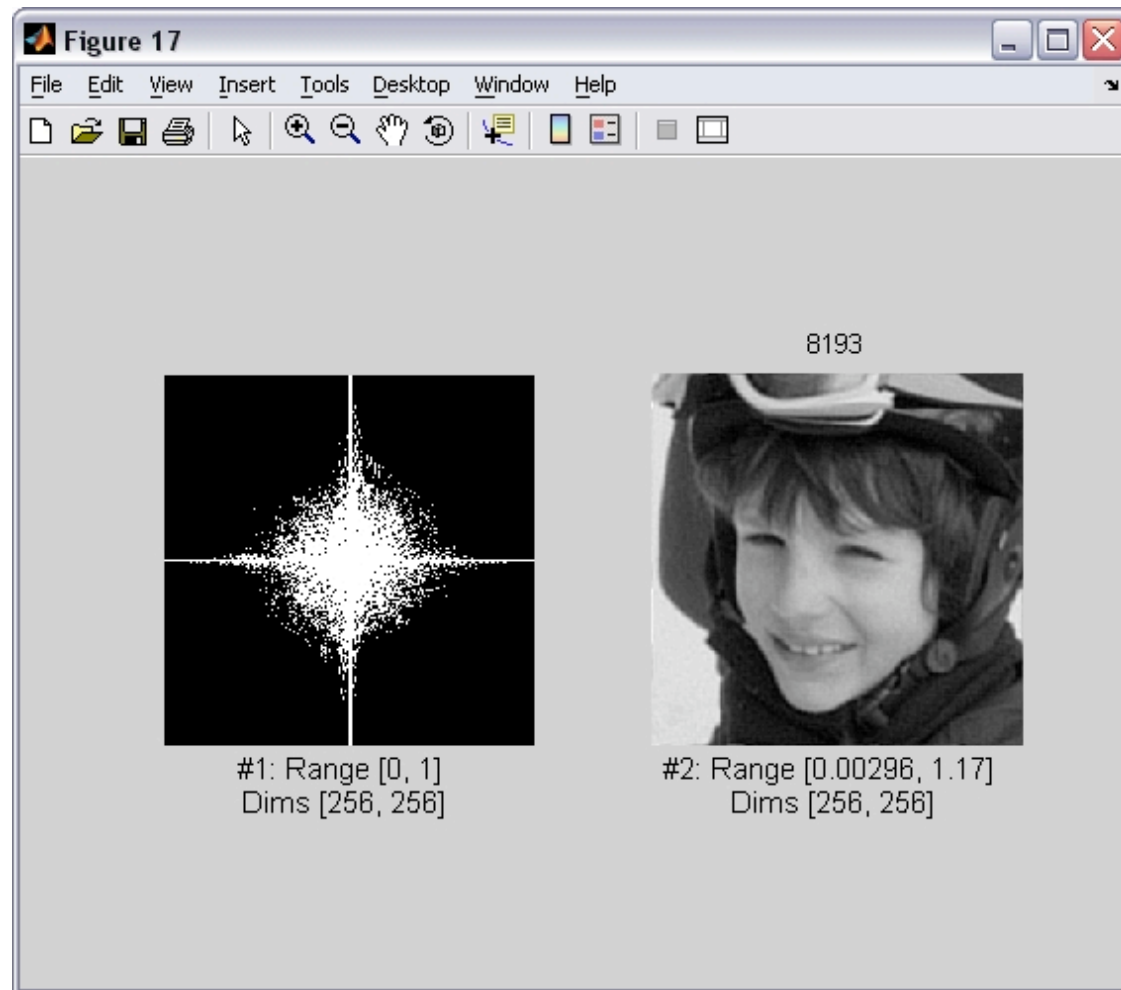 Figure 17
File Edit View Insert Tools Desktop Window Help
8193
#1: Range [0, 1]
Dims [256, 256]
#2: Range [0.00296, 1.17]
Dims [256, 256]